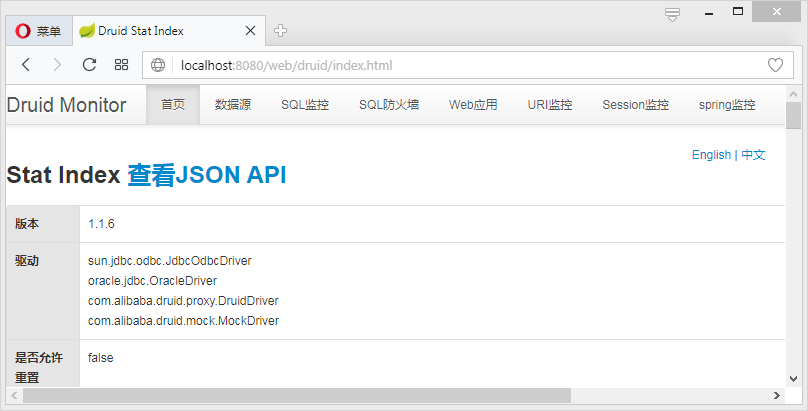 菜单
Druid Stat Index
localhost:8080/web/druid/index.html
Druid Monitor 首页 数据源 SQL监控 SQL防火墙 Web应用 URI监控 Session监控 spring监控
English | 中文
Stat Index 查看JSON API
版本 1.1.6
驱动 sun.jdbc.odbc.JdbcOdbcDriver
oracle.jdbc.OracleDriver
com.alibaba.druid.proxy.DruidDriver
com.alibaba.druid.mock.MockDriver
是否允许 false
重置